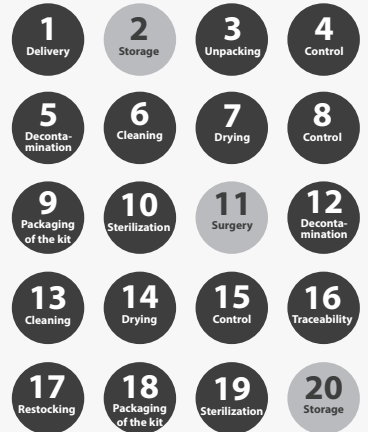 1
Delivery
2
Storage
3
Unpacking
4
Control
5
Deconta-
mination
6
Cleaning
7
Drying
8
Control
9
Packaging
of the kit
10
Sterilization
11
Surgery
12
Deconta-
mination
13
Cleaning
14
Drying
15
Control
16
Traceability
17
Restocking
18
Packaging
of the kit
19
Sterilization
20
Storage